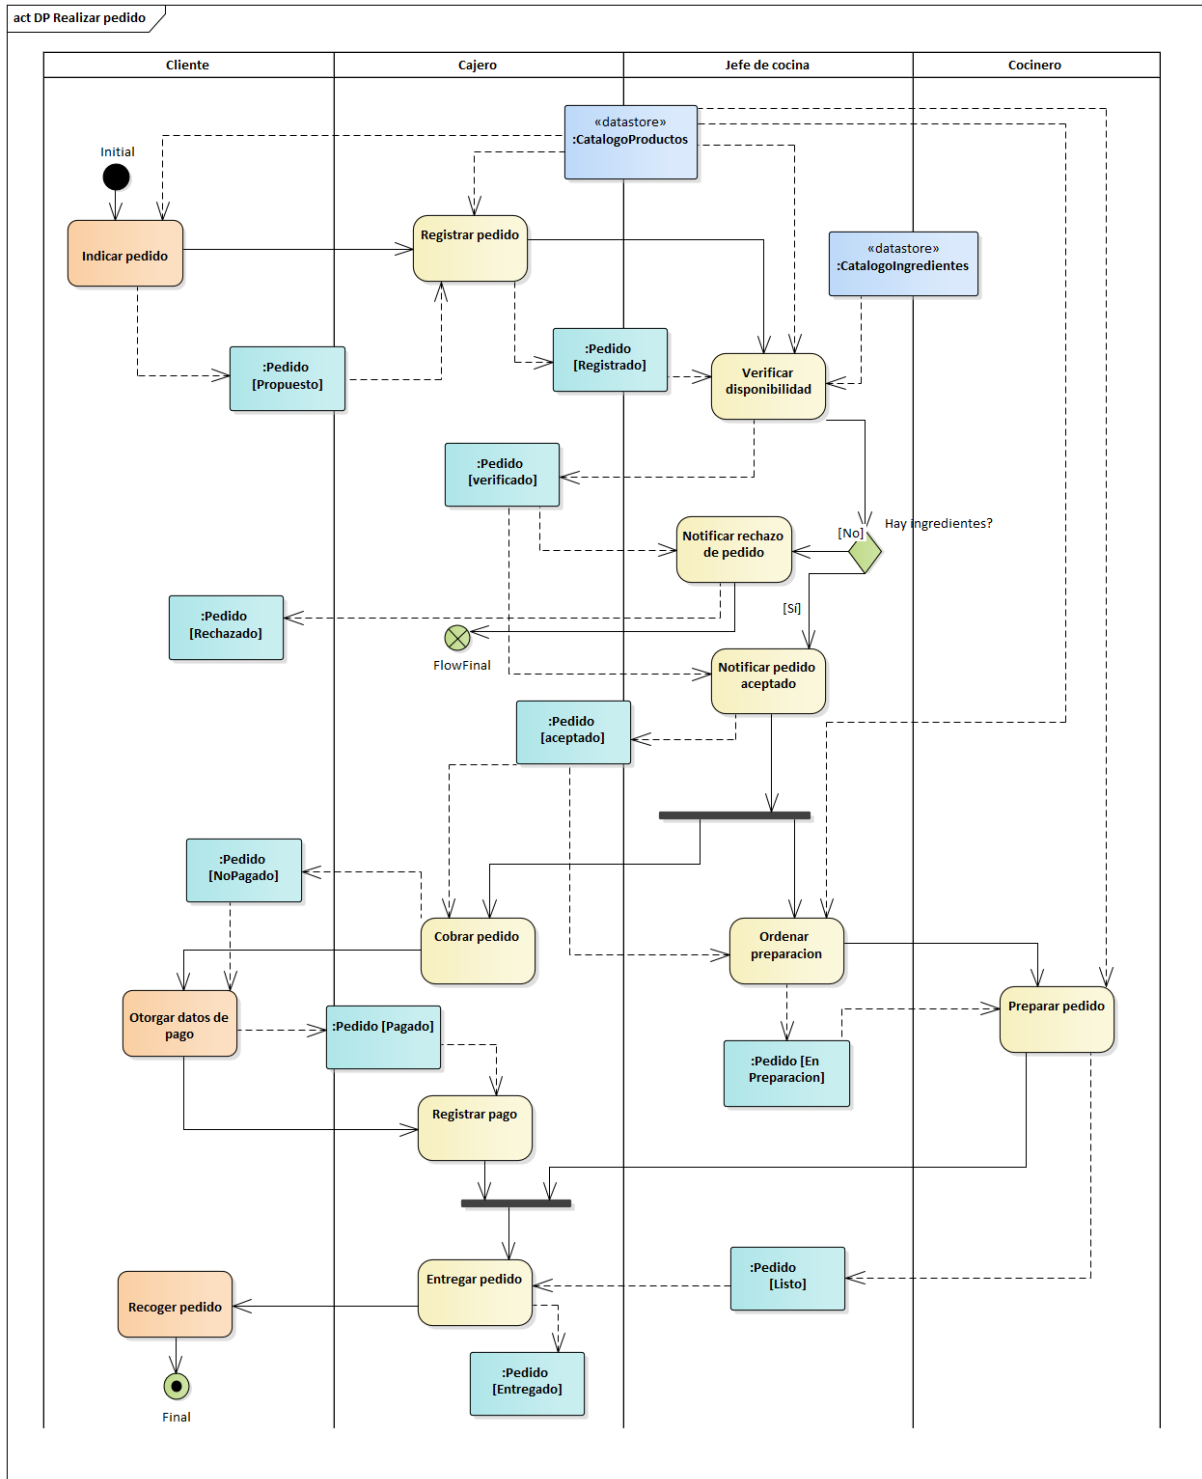 act DP Realizar pedido
Cliente
Cajero
Jefe de cocina
Cocinero
«datastore»
:CatalogoProductos
Initial
Indicar pedido
Registrar pedido
«datastore»
:CatalogoIngredientes
:Pedido
[Propuesto]
:Pedido
[Registrado]
Verificar
disponibilidad
:Pedido
[verificado]
Hay ingredientes?
[No]
Notificar rechazo
de pedido
[Sí]
:Pedido
[Rechazado]
FlowFinal
Notificar pedido
aceptado
:Pedido
[aceptado]
:Pedido
[NoPagado]
Cobrar pedido
Ordenar
preparacion
Otorgar datos de
pago
:Pedido [Pagado]
Preparar pedido
:Pedido [En
Preparacion]
Registrar pago
Entregar pedido
:Pedido
[Listo]
Recoger pedido
:Pedido
[Entregado]
Final